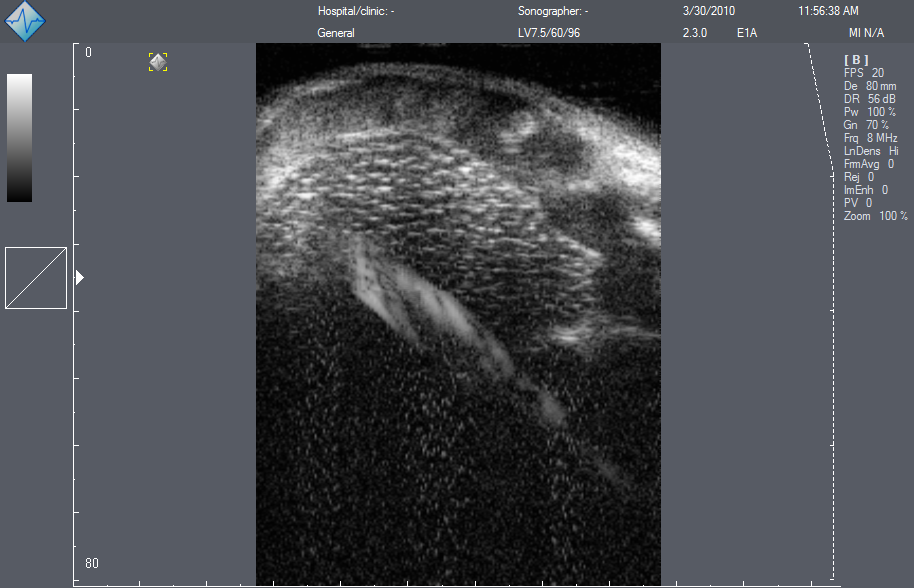 Hospital/clinic: - Sonographer: - 3/30/2010 11:56:38 AM
General LV7.5/60/96 2.3.0 E1A MI N/A
0
[ B ]
FPS 20
De 80 mm
DR 56 dB
Pw 100 %
Gn 70 %
Frq 8 MHz
LnDens Hi
FrmAvg 0
Rej 0
ImEnh 0
PV 0
Zoom 100 %
80